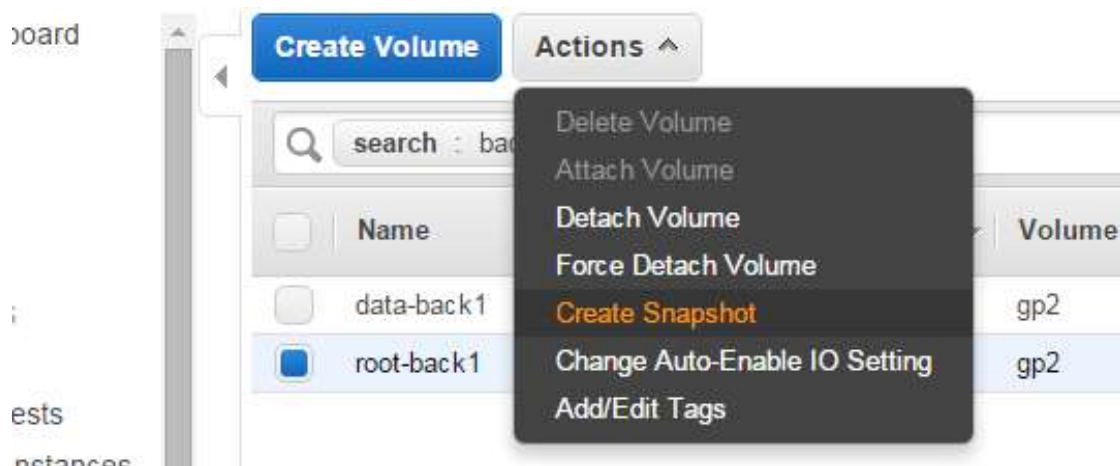 Create Volume Actions
Delete Volume
search : bac
Attach Volume
Detach Volume
Name Volume
Force Detach Volume
data-back1 Create Snapshot gp2
root-back1 Change Auto-Enable IO Setting gp2
Add/Edit Tags